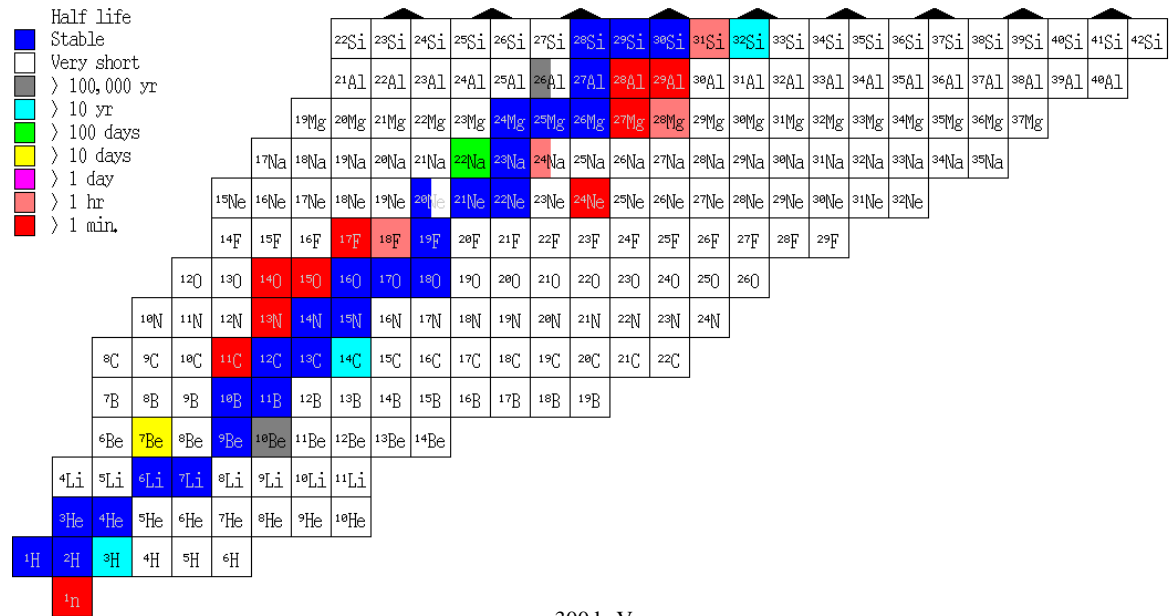 Half life
Stable
Very short
> 100,000 yr
> 10 yr
> 100 days
> 10 days
> 1 day
> 1 hr
> 1 min.
22Si 23Si 24Si 25Si 26Si 27Si 28Si 29Si 30Si 31Si 32Si 33Si 34Si 35Si 36Si 37Si 38Si 39Si 40Si 41Si 42Si
21Al 22Al 23Al 24Al 25Al 26Al 27Al 28Al 29Al 30Al 31Al 32Al 33Al 34Al 35Al 36Al 37Al 38Al 39Al 40Al
19Mg 20Mg 21Mg 22Mg 23Mg 24Mg 25Mg 26Mg 27Mg 28Mg 29Mg 30Mg 31Mg 32Mg 33Mg 34Mg 35Mg 36Mg 37Mg
17Na 18Na 19Na 20Na 21Na 22Na 23Na 24Na 25Na 26Na 27Na 28Na 29Na 30Na 31Na 32Na 33Na 34Na 35Na
15Ne 16Ne 17Ne 18Ne 19Ne 20Ne 21Ne 22Ne 23Ne 24Ne 25Ne 26Ne 27Ne 28Ne 29Ne 30Ne 31Ne 32Ne
14F 15F 16F 17F 18F 19F 20F 21F 22F 23F 24F 25F 26F 27F 28F 29F
12O 13O 14O 15O 16O 17O 18O 19O 20O 21O 22O 23O 24O 25O 26O
10N 11N 12N 13N 14N 15N 16N 17N 18N 19N 20N 21N 22N 23N 24N
8C 9C 10C 11C 12C 13C 14C 15C 16C 17C 18C 19C 20C 21C 22C
7B 8B 9B 10B 11B 12B 13B 14B 15B 16B 17B 18B 19B
6Be 7Be 8Be 9Be 10Be 11Be 12Be 13Be 14Be
4Li 5Li 6Li 7Li 8Li 9Li 10Li 11Li
3He 4He 5He 6He 7He 8He 9He 10He
1H 2H 3H 4H 5H 6H
1n